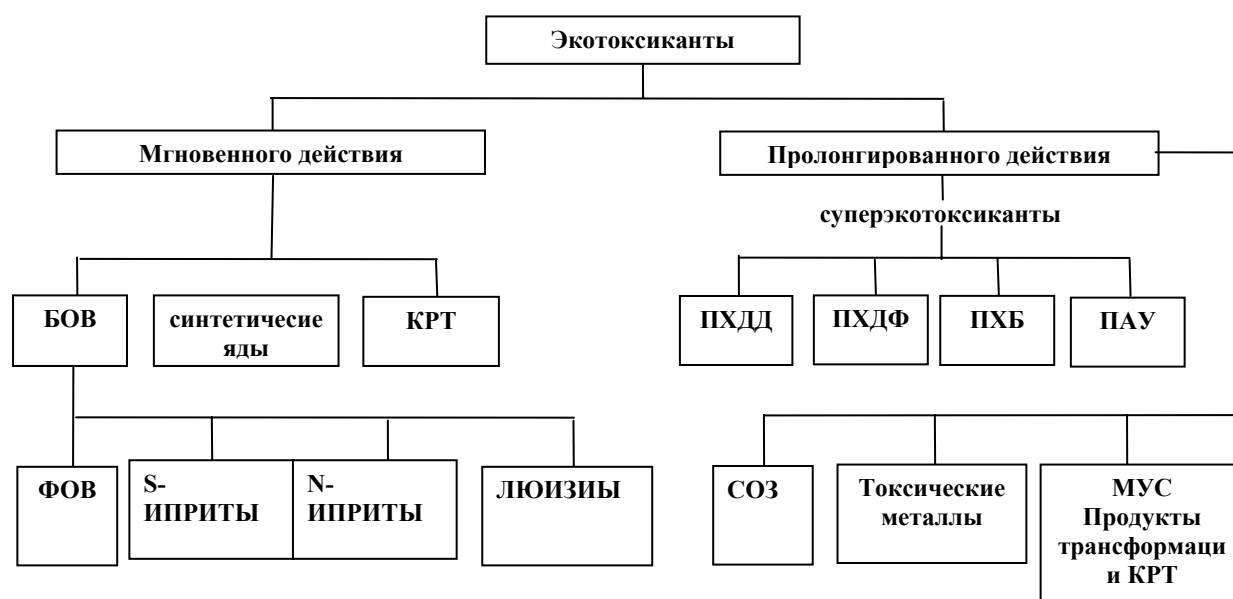 Экотоксиканты
Мгновенного действия
Пролонгированного действия
суперэкотоксиканты
БОВ
синтетичесие
яды
КРТ
ПХДД
ПХДФ
ПХБ
ПАУ
ФОВ
S-
ИПРИТЫ
N-
ИПРИТЫ
ЛЮИЗИЫ
СОЗ
Токсические
металлы
МУС
Продукты
трансформаци
и КРТ